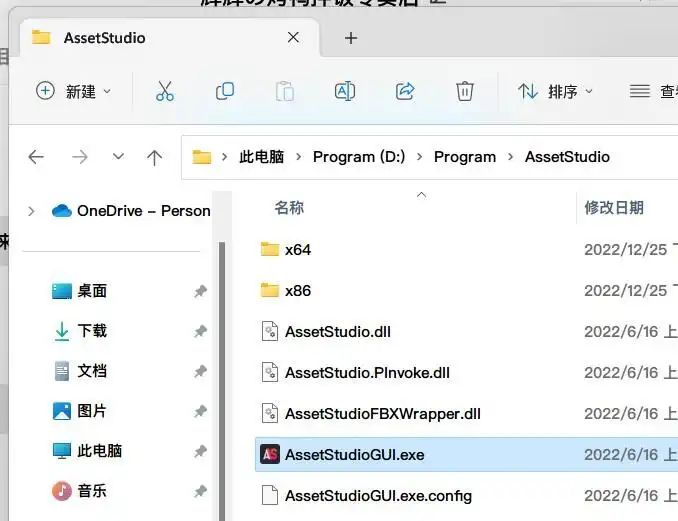 AssetStudio
新建
排序
此电脑 Program (D:) Program AssetStudio
OneDrive – Person
名称 修改日期
桌面
下载
文档
图片
此电脑
音乐
x64 2022/12/25
x86 2022/12/25
AssetStudio.dll 2022/6/16 上
AssetStudio.PInvoke.dll 2022/6/16 上
AssetStudioFBXWrapper.dll 2022/6/16 上
AssetStudioGUI.exe 2022/6/16 上
AssetStudioGUI.exe.config 2022/6/16 上